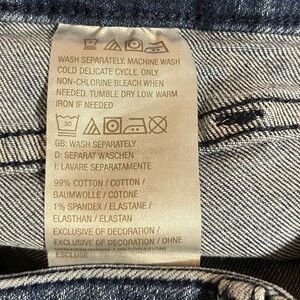 WASH SEPARATELY. MACHINE WASH
COLD DELICATE CYCLE. ONLY
NON-CHLORINE BLEACH WHEN
NEEDED. TUMBLE DRY LOW. WARM
IRON IF NEEDED
GB: WASH SEPARATELY
D: SEPARAT WASCHEN
I: LAVARE SEPARATAMENTE
99% COTTON / COTTON /
BAUMWOLLE / COTONE
1% SPANDEX / ELASTANE /
ELASTHAN / ELASTAN
EXCLUSIVE OF DECORATION /
EXCLUSIVE OF DECORATION / OHNE
ESCLUSE